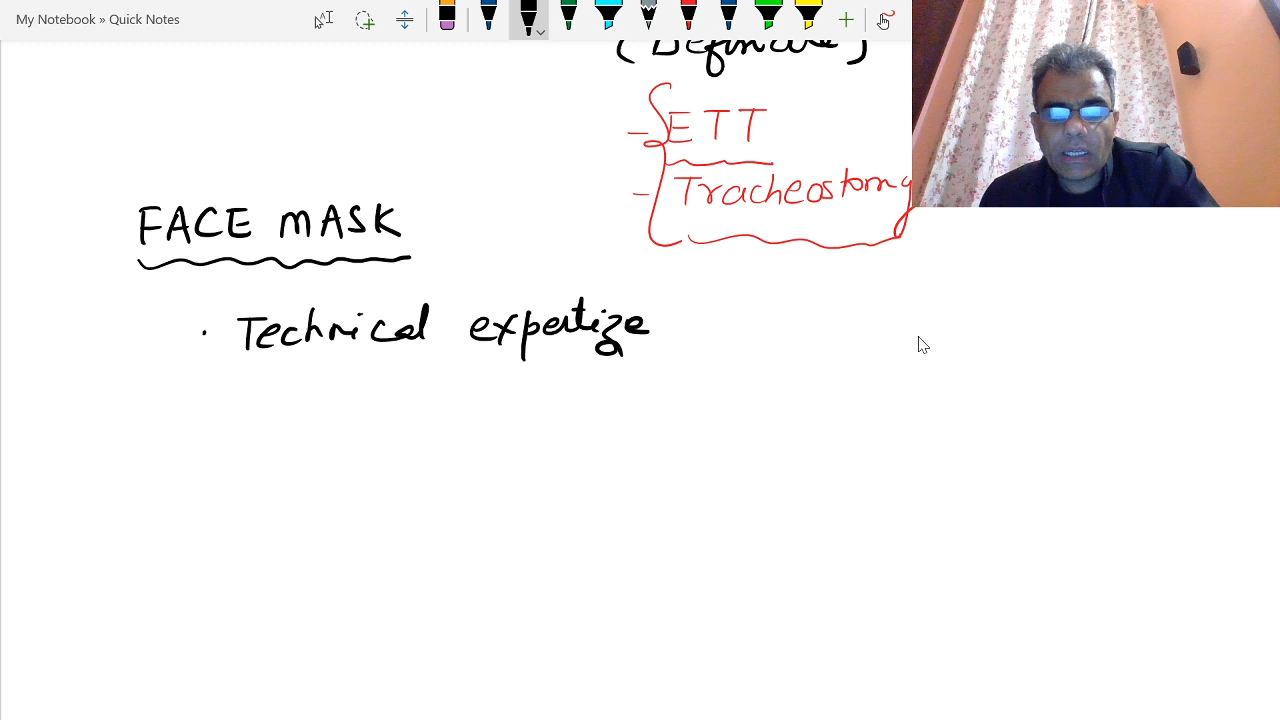 My Notebook » Quick Notes
- ETT
- Tracheostomy
FACE MASK
· Technical expertize